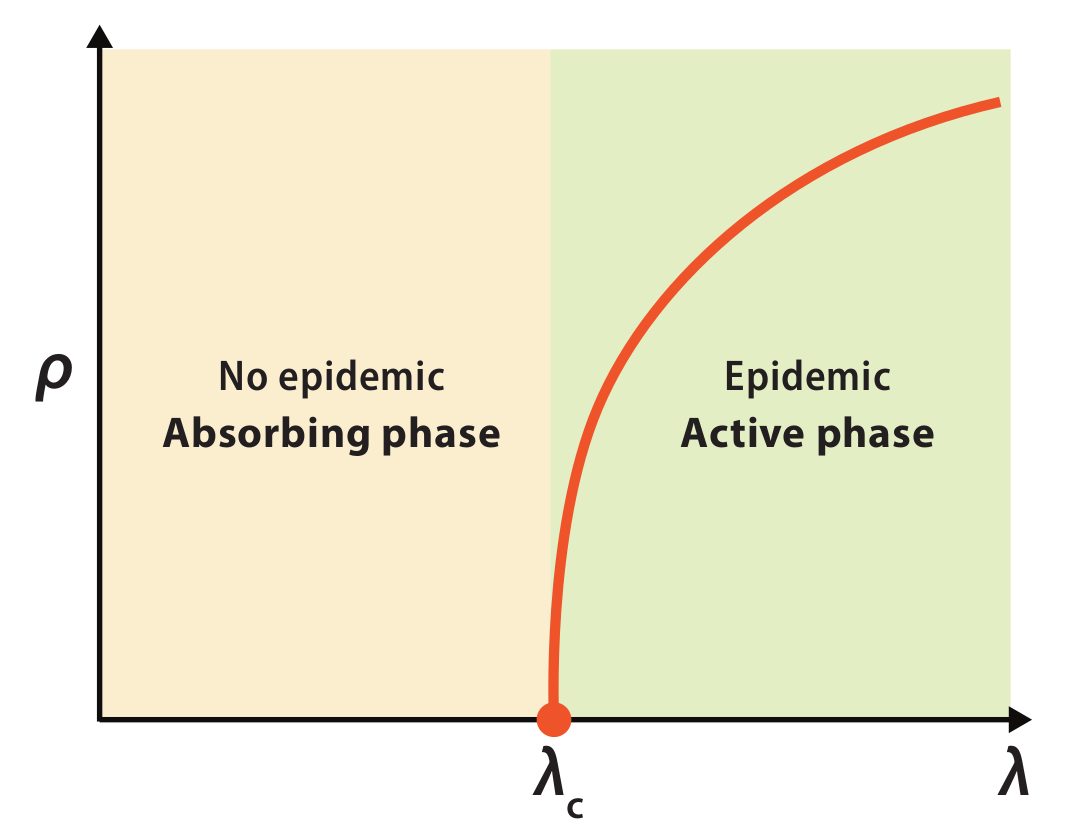 ρ
No epidemic
Absorbing phase
Epidemic
Active phase
λc
λ